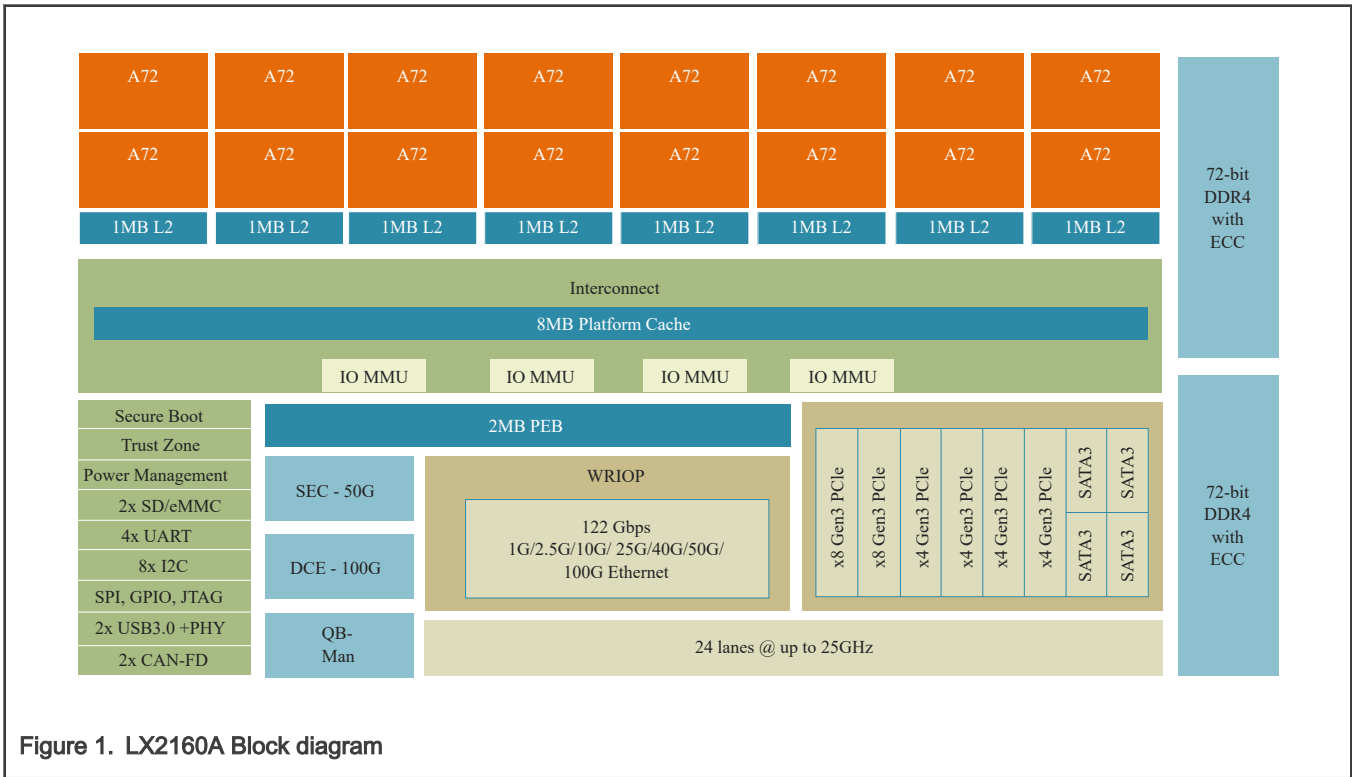 A72 A72 A72 A72 A72 A72 A72 A72
A72 A72 A72 A72 A72 A72 A72 A72
1MB L2 1MB L2 1MB L2 1MB L2 1MB L2 1MB L2 1MB L2 1MB L2
72-bit
DDR4
with
ECC
Interconnect
8MB Platform Cache
IO MMU IO MMU IO MMU IO MMU
Secure Boot
Trust Zone
Power Management
2x SD/eMMC
4x UART
8x I2C
SPI, GPIO, JTAG
2x USB3.0 +PHY
2x CAN-FD
2MB PEB
SEC - 50G
DCE - 100G
QB-
Man
WRIOP
122 Gbps
1G/2.5G/10G/ 25G/40G/50G/
100G Ethernet
x8 Gen3 PCIe
x8 Gen3 PCIe
x4 Gen3 PCIe
x4 Gen3 PCIe
x4 Gen3 PCIe
x4 Gen3 PCIe
SATA3
SATA3
SATA3
SATA3
24 lanes @ up to 25GHz
72-bit
DDR4
with
ECC
Figure 1. LX2160A Block diagram